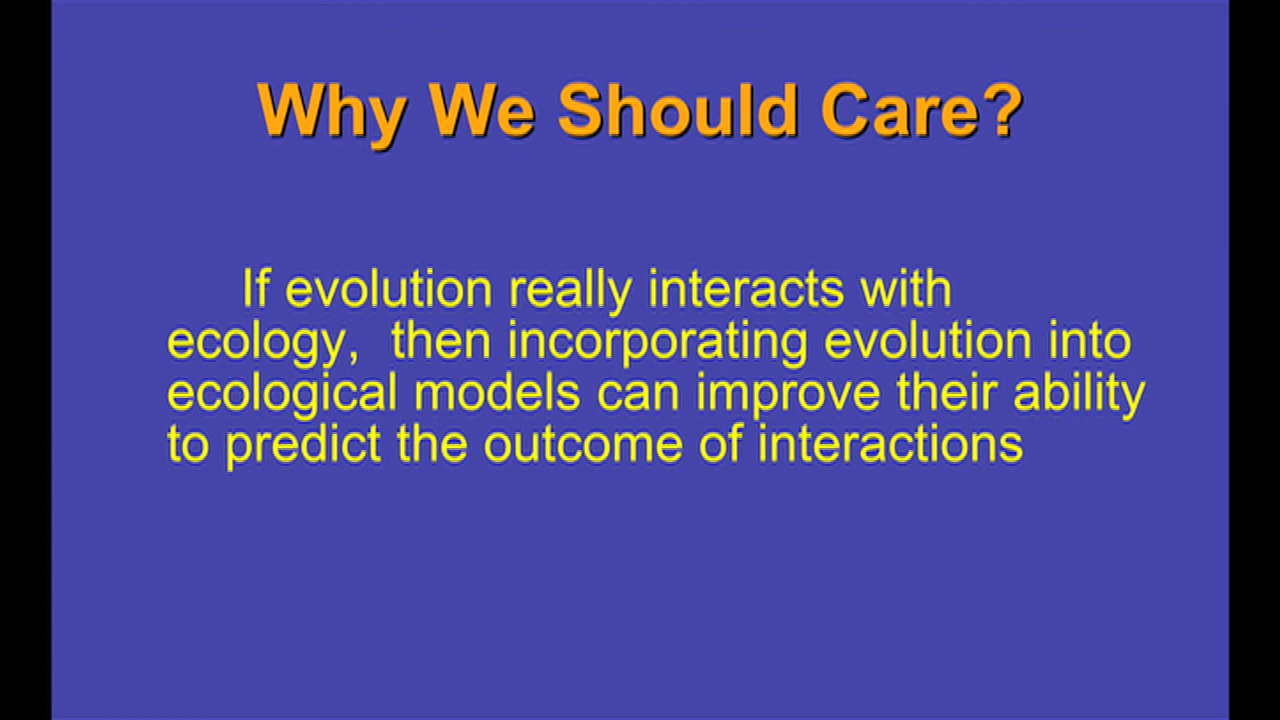 Why We Should Care?
If evolution really interacts with
ecology,  then incorporating evolution into
ecological models can improve their ability
to predict the outcome of interactions